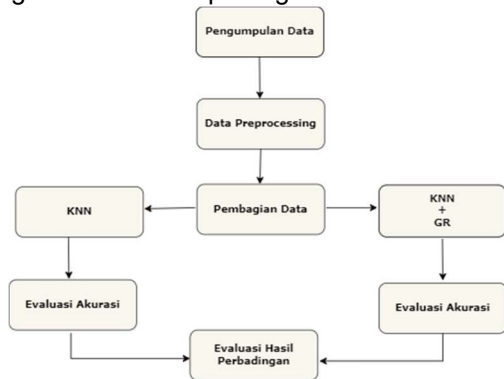 Pengumpulan Data
Data Preprocessing
KNN
Pembagian Data
KNN
+
GR
Evaluasi Akurasi
Evaluasi Akurasi
Evaluasi Hasil
Perbadingan